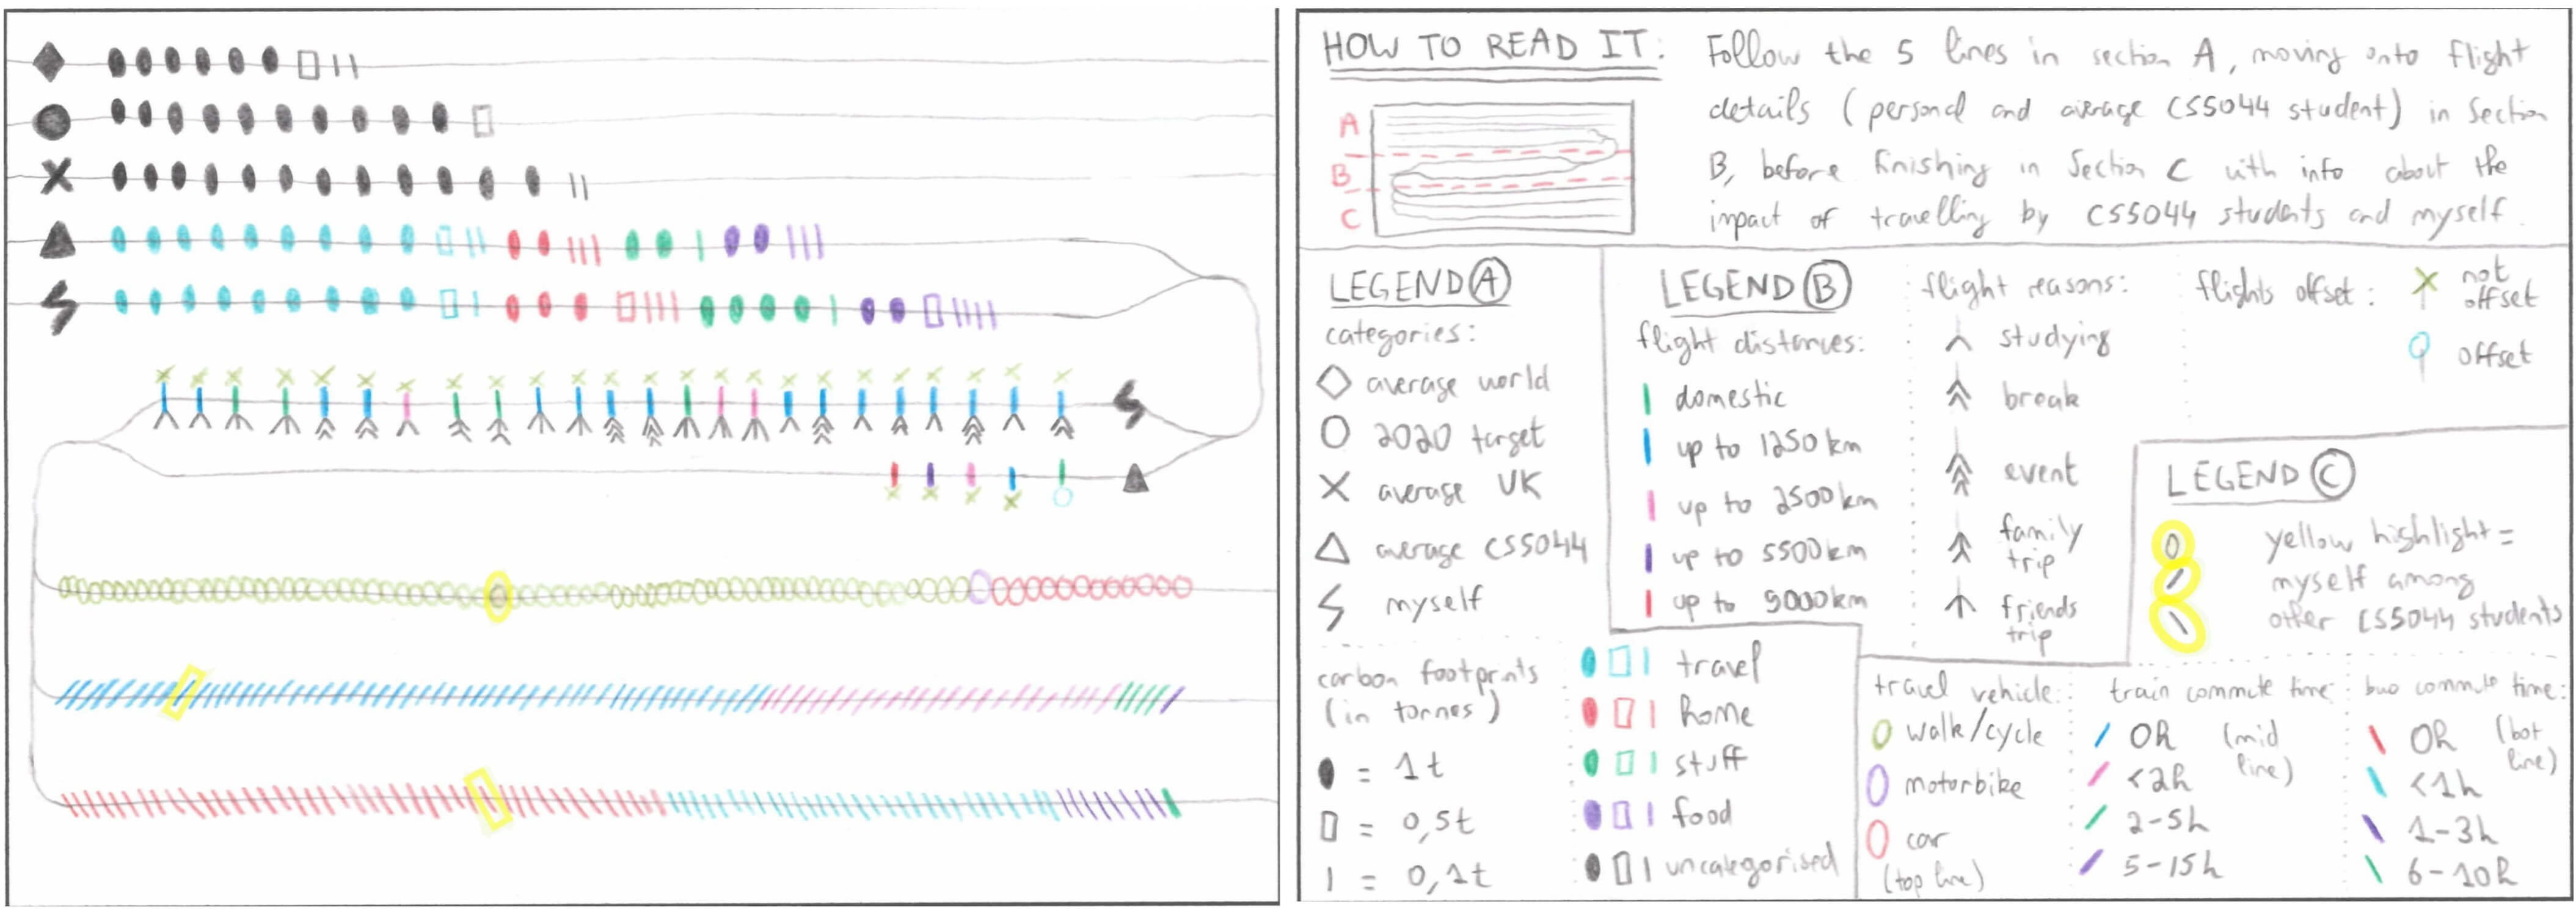 HOW TO READ IT:
Follow the 5 lines in section A, moving onto flight
details (personal and average CS5044 student) in Section
B, before finishing in Section C with info about the
impact of travelling by CS5044 students and myself.
A
B
C
LEGEND A
categories:
average world
2020 target
average UK
average CS5044
myself
carbon footprints
(in tonnes)
= 1t
= 0,5t
= 0,1t
travel
home
stuff
food
uncategorised
LEGEND B
flight distances:
domestic
up to 1250 km
up to 2500 km
up to 5500 km
up to 9000 km
flight reasons:
studying
break
event
family
trip
friends
trip
flights offset:
not
offset
offset
LEGEND C
yellow highlight =
myself among
other CS5044 students
travel vehicle:
walk/cycle
motorbike
car
(top line)
train commute time:
0h (mid
line)
<2h
2-5h
5-15h
bus commute time:
0h (bot
line)
<1h
1-3h
6-10h